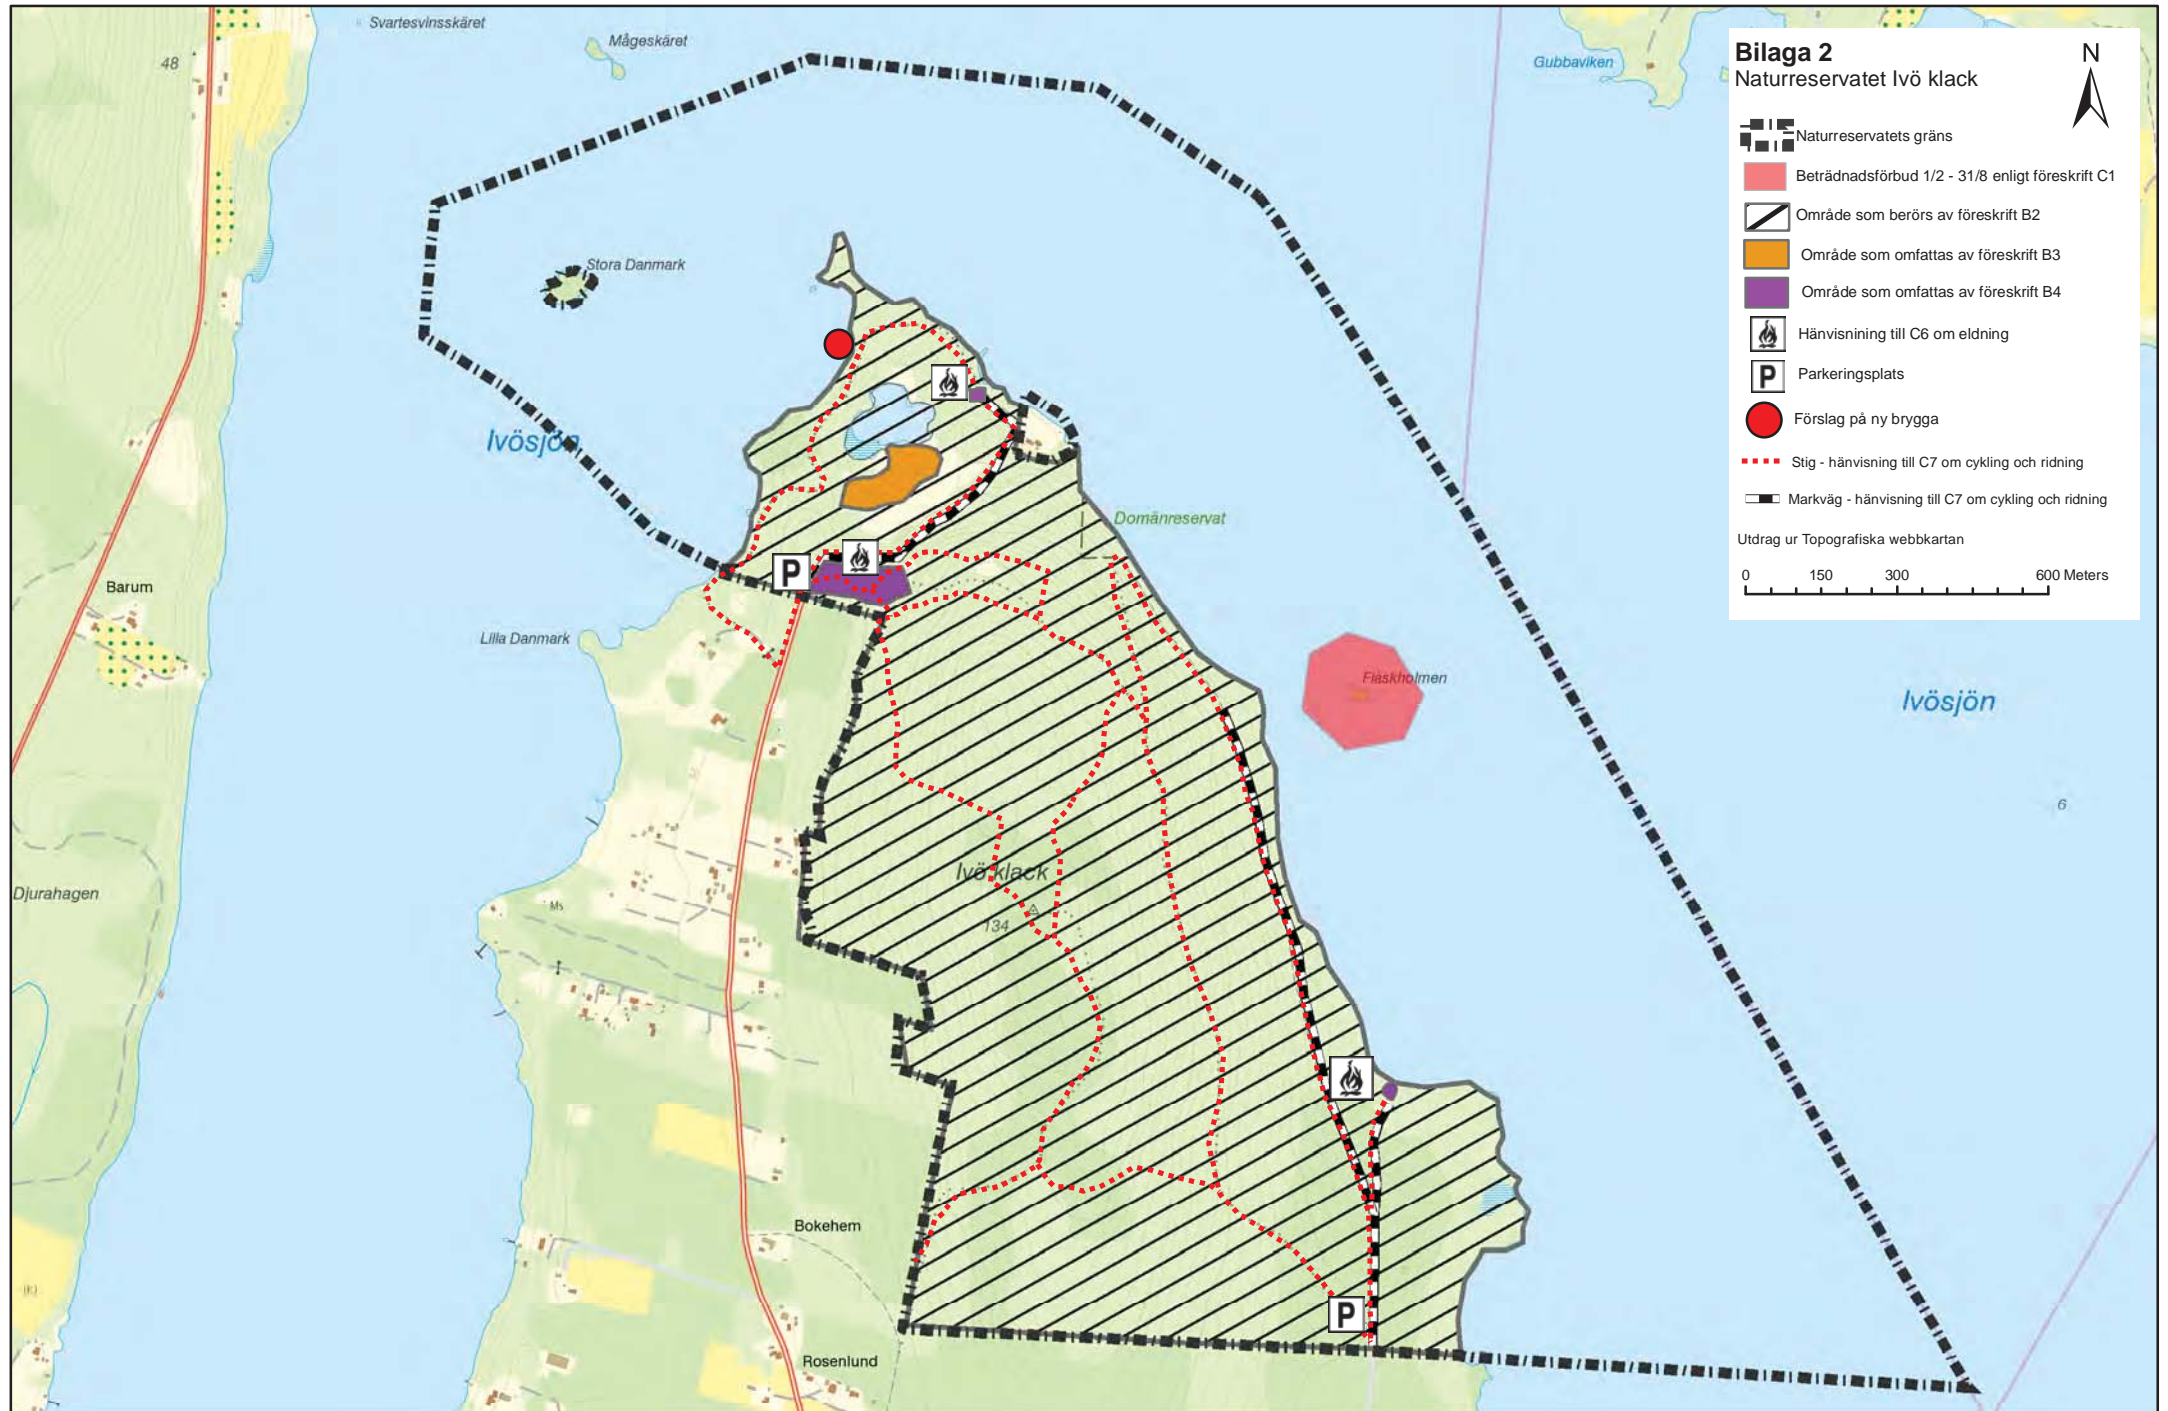 Svartesvinsskäret
Mågeskäret
48
Gubbaviken
Bilaga 2
Naturreservatet Ivö klack
N
Naturreservatets gräns
Beträdnadsförbud 1/2 - 31/8 enligt föreskrift C1
Område som berörs av föreskrift B2
Område som omfattas av föreskrift B3
Område som omfattas av föreskrift B4
Hänvisnining till C6 om eldning
P
Parkeringsplats
Förslag på ny brygga
Stig - hänvisning till C7 om cykling och ridning
Markväg - hänvisning till C7 om cykling och ridning
Utdrag ur Topografiska webbkartan
0 150 300 600 Meters
Stora Danmark
Ivösjön
Domänreservat
P
Barum
Lilla Danmark
Fläskholmen
Ivösjön
6
Djurahagen
Ivö klack
134
Ms
Bokehem
(K)
P
Rosenlund